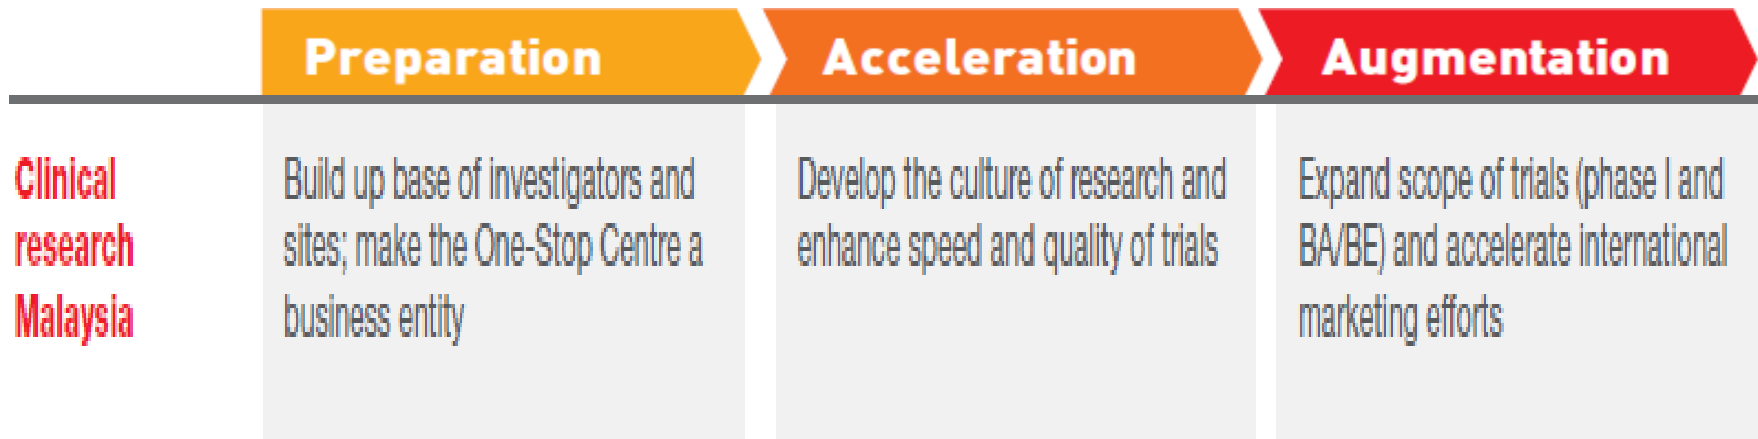 Preparation
Acceleration
Augmentation
Clinical
research
Malaysia
Build up base of investigators and
sites; make the One-Stop Centre a
business entity
Develop the culture of research and
enhance speed and quality of trials
Expand scope of trials (phase I and
BA/BE) and accelerate international
marketing efforts